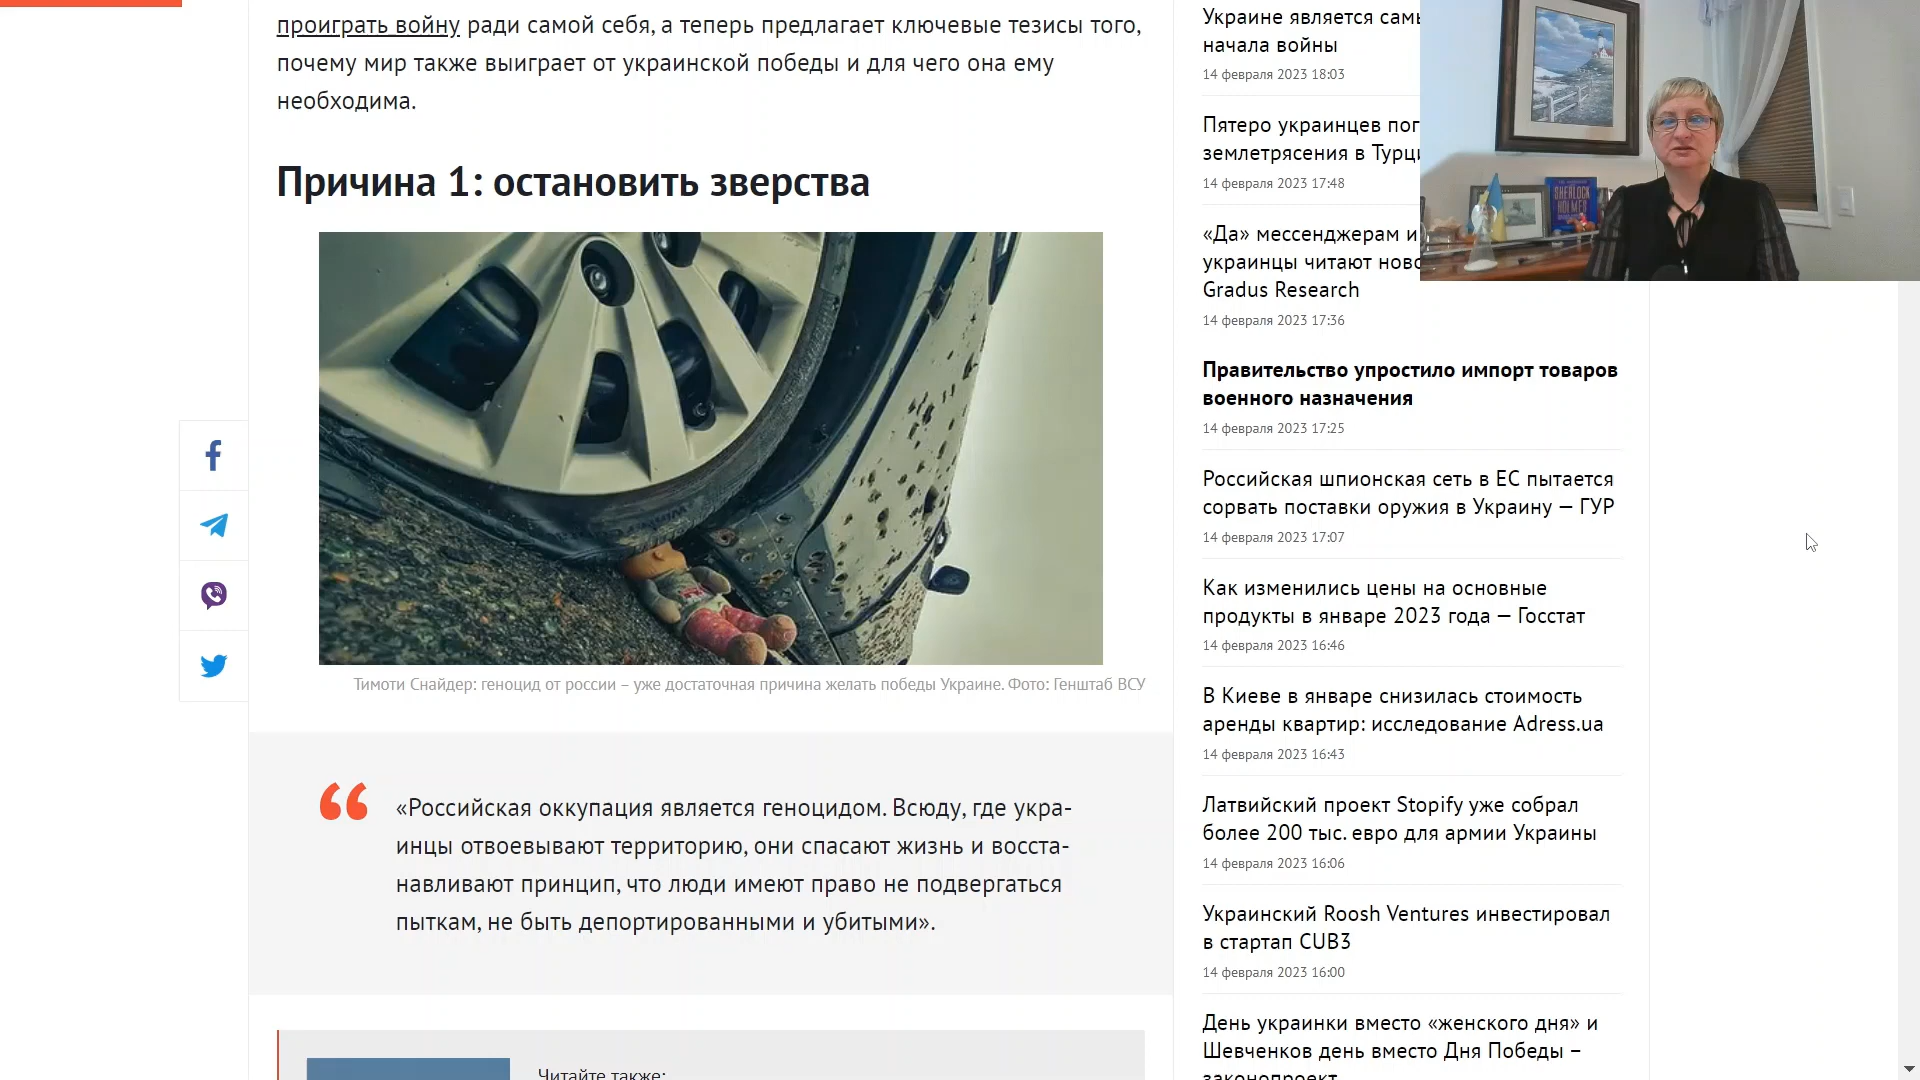 проиграть войну ради самой себя, а теперь предлагает ключевые тезисы того,
почему мир также выиграет от украинской победы и для чего она ему
необходима.
Причина 1: остановить зверства
Тимоти Снайдер: геноцид от россии – уже достаточная причина желать победы Украине. Фото: Генштаб ВСУ
«Российская оккупация является геноцидом. Всюду, где укра-
инцы отвоевывают территорию, они спасают жизнь и восста-
навливают принцип, что люди имеют право не подвергаться
пыткам, не быть депортированными и убитыми».
Читайте также:
Украине является
начала войны
14 февраля 2023 18:03
Пятеро украинцев
землетрясения в
14 февраля 2023 17:48
«Да» мессенджерам и
украинцы читают
Gradus Research
14 февраля 2023 17:36
Правительство упростило импорт товаров
военного назначения
14 февраля 2023 17:25
Российская шпионская сеть в ЕС пытается
сорвать поставки оружия в Украину — ГУР
14 февраля 2023 17:07
Как изменились цены на основные
продукты в январе 2023 года — Госстат
14 февраля 2023 16:46
В Киеве в январе снизилась стоимость
аренды квартир: исследование Adress.ua
14 февраля 2023 16:43
Латвийский проект Stopify уже собрал
более 200 тыс. евро для армии Украины
14 февраля 2023 16:06
Украинский Roosh Ventures инвестировал
в стартап CUB3
14 февраля 2023 16:00
День украинки вместо «женского дня» и
Шевченков день вместо Дня Победы –
законопроект
SHERLOCK
HOLMES